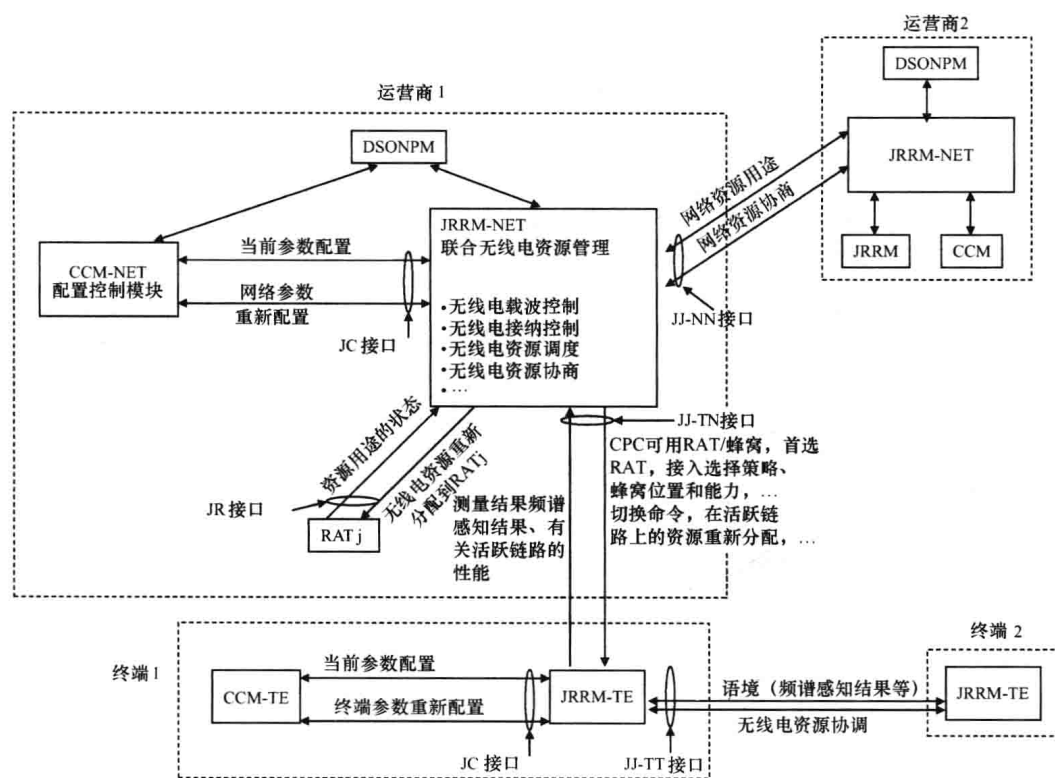 运营商2
DSONPM
JRRM-NET
JRRM
CCM
运营商 1
DSONPM
网络资源用途
网络资源协商
JJ-NN接口
JRRM-NET
联合无线电资源管理
•无线电载波控制
•无线电接纳控制
•无线电资源调度
•无线电资源协商
•…
CCM-NET
配置控制模块
当前参数配置
网络参数
重新配置
JC 接口
资源用途的状态
无线电资源重新
分配到RATj
JR 接口
RAT j
测量结果频谱
感知结果、有
关活跃链路的
性能
JJ-TN接口
CPC可用RAT/蜂窝，首选
RAT，接入选择策略、
蜂窝位置和能力，…
切换命令，在活跃链
路上的资源重新分配，…
终端1
CCM-TE
当前参数配置
终端参数重新配置
JRRM-TE
JC 接口
JJ-TT 接口
语境（频谱感知结果等）
无线电资源协调
终端 2
JRRM-TE